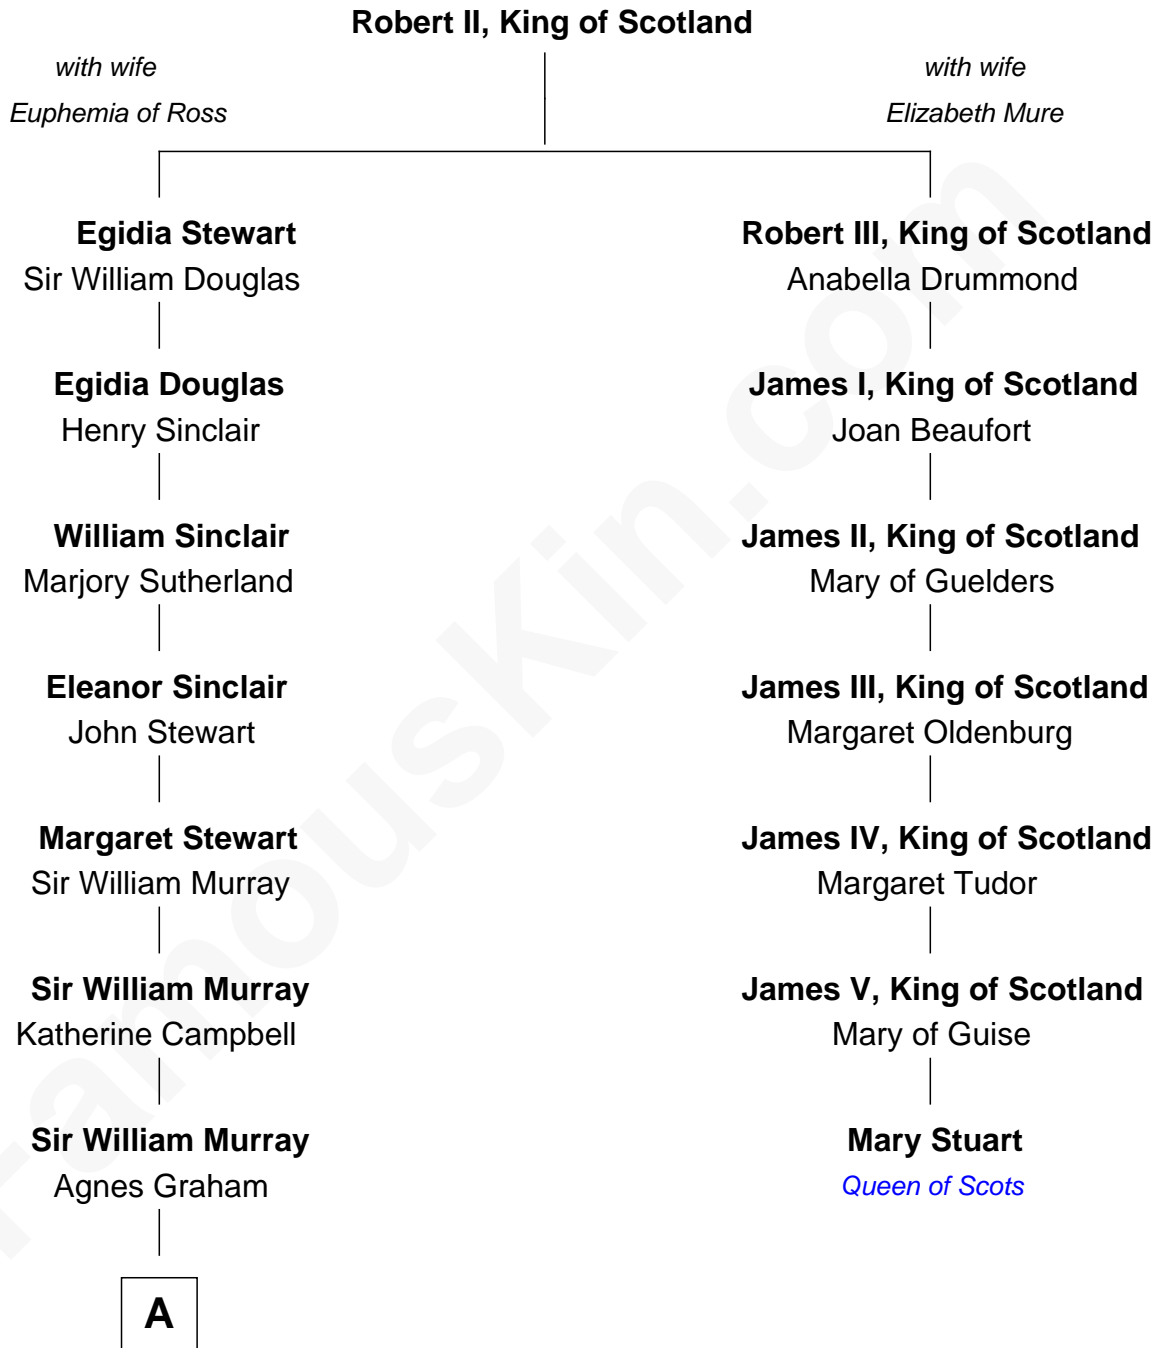 Robert II, King of Scotland
with wife
Euphemia of Ross
with wife
Elizabeth Mure
Egidia Stewart
Sir William Douglas
Robert III, King of Scotland
Anabella Drummond
Egidia Douglas
Henry Sinclair
James I, King of Scotland
Joan Beaufort
William Sinclair
Marjory Sutherland
James II, King of Scotland
Mary of Guelders
Eleanor Sinclair
John Stewart
James III, King of Scotland
Margaret Oldenburg
Margaret Stewart
Sir William Murray
James IV, King of Scotland
Margaret Tudor
Sir William Murray
Katherine Campbell
James V, King of Scotland
Mary of Guise
Sir William Murray
Agnes Graham
Mary Stuart
Queen of Scots
A
FamousKin.com